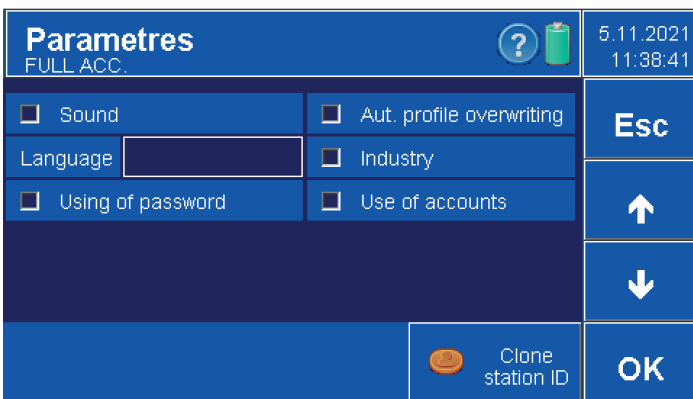 Parametres
FULL ACC.
?
5.11.2021
11:38:41
Sound
Aut. profile overwriting
Esc
Language
Industry
Using of password
Use of accounts
Clone
station ID
OK